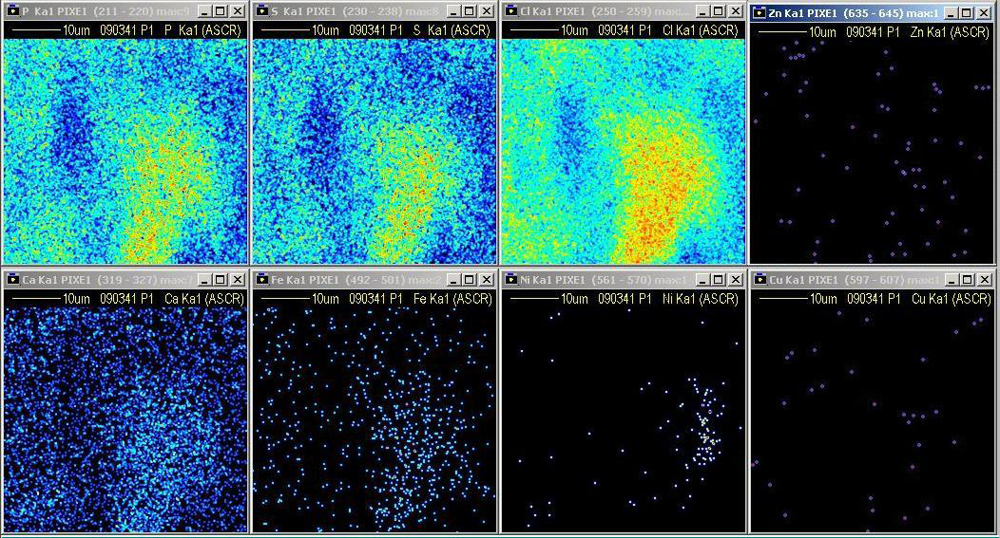 P Ka1 PIXE1 (211 - 220) max:9
S Ka1 PIXE1 (230 - 238) max:8
Cl Ka1 PIXE1 (250 - 259) max:...
Zn Ka1 PIXE1 (635 - 645) max:1
10um 090341 P1 P Ka1 (ASCR)
10um 090341 P1 S Ka1 (ASCR)
10um 090341 P1 Cl Ka1 (ASCR)
10um 090341 P1 Zn Ka1 (ASCR)
Ca Ka1 PIXE1 (319 - 327) max:
Fe Ka1 PIXE1 (492 - 501) max:2
Ni Ka1 PIXE1 (561 - 570) max:
Cu Ka1 PIXE1 (597 - 607) max:1
10um 090341 P1 Ca Ka1 (ASCR)
10um 090341 P1 Fe Ka1 (ASCR)
10um 090341 P1 Ni Ka1 (ASCR)
10um 090341 P1 Cu Ka1 (ASCR)